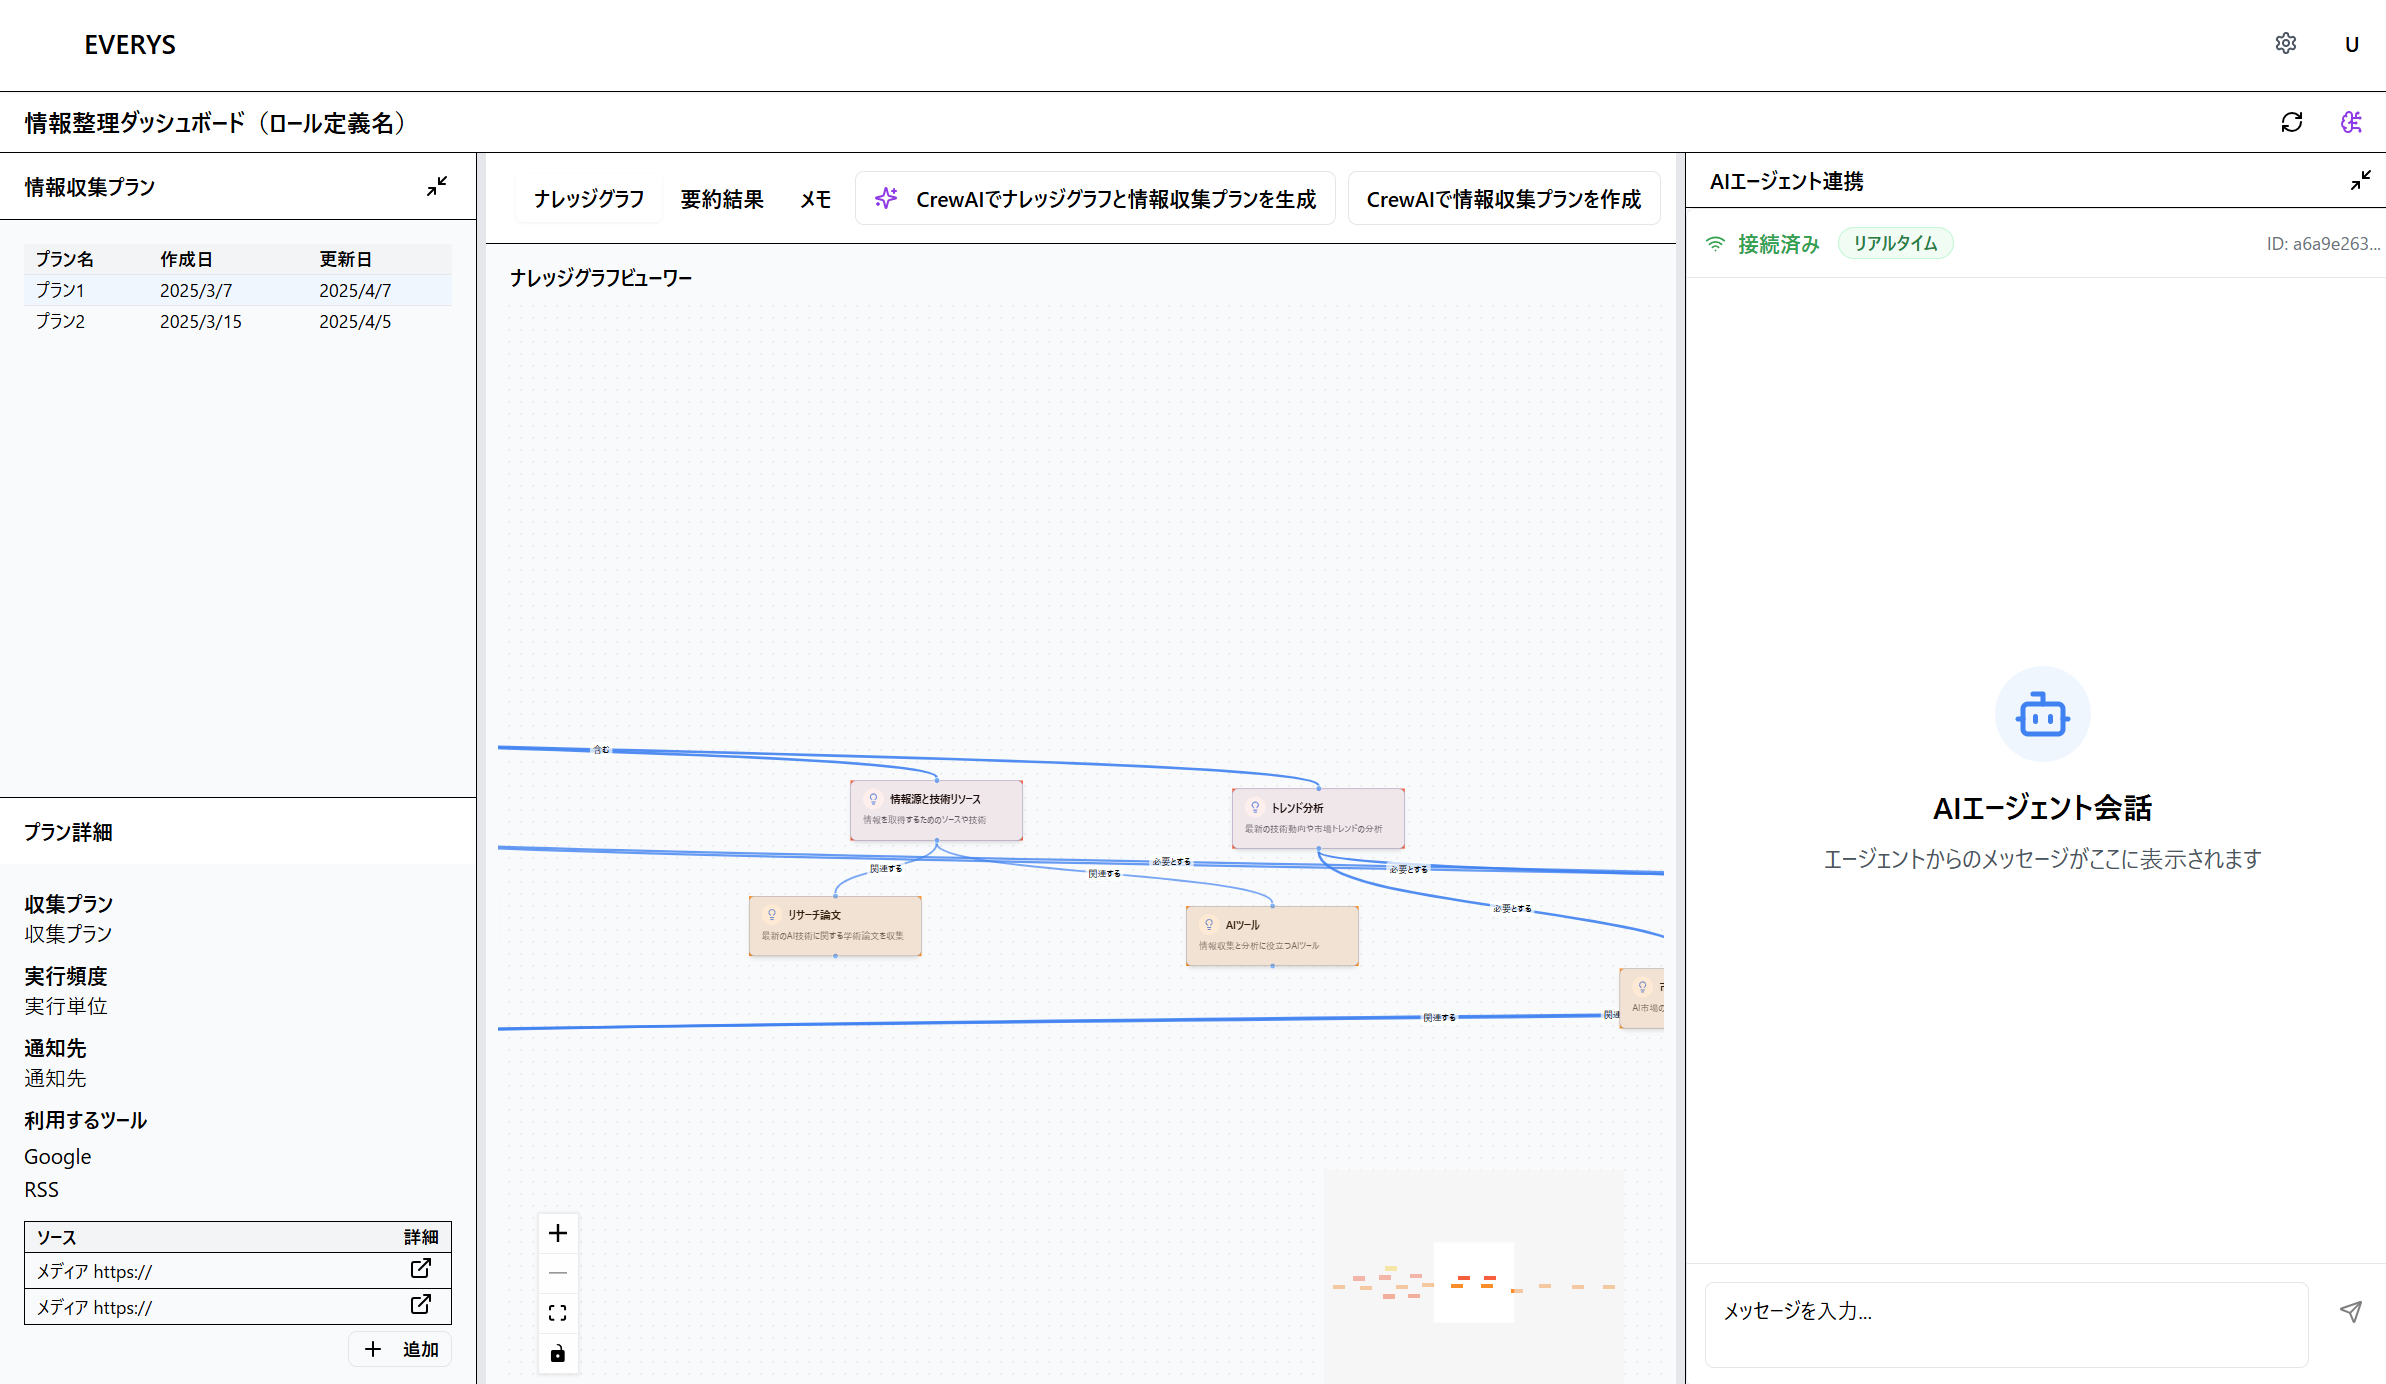 EVERYS
U
情報整理ダッシュボード（ロール定義名）
情報収集プラン
プラン名 作成日 更新日
プラン1 2025/3/7 2025/4/7
プラン2 2025/3/15 2025/4/5
プラン詳細
収集プラン
収集プラン
実行頻度
実行単位
通知先
通知先
利用するツール
Google
RSS
ソース 詳細
メディア https://
メディア https://
追加
ナレッジグラフ 要約結果 メモ CrewAIでナレッジグラフと情報収集プランを生成 CrewAIで情報収集プランを作成
ナレッジグラフビューワー
含む
情報源と技術リソース
情報を取得するためのソースや技術
トレンド分析
最新の技術動向や市場トレンドの分析
関連する
関連する
必要とする
必要とする
必要とする
リサーチ論文
最新のAI技術に関する学術論文を収集
AIツール
情報収集と分析に役立つAIツール
AI市場の
関連する
関連
AIエージェント連携
接続済み リアルタイム ID: a6a9e263...
AIエージェント会話
エージェントからのメッセージがここに表示されます
メッセージを入力...